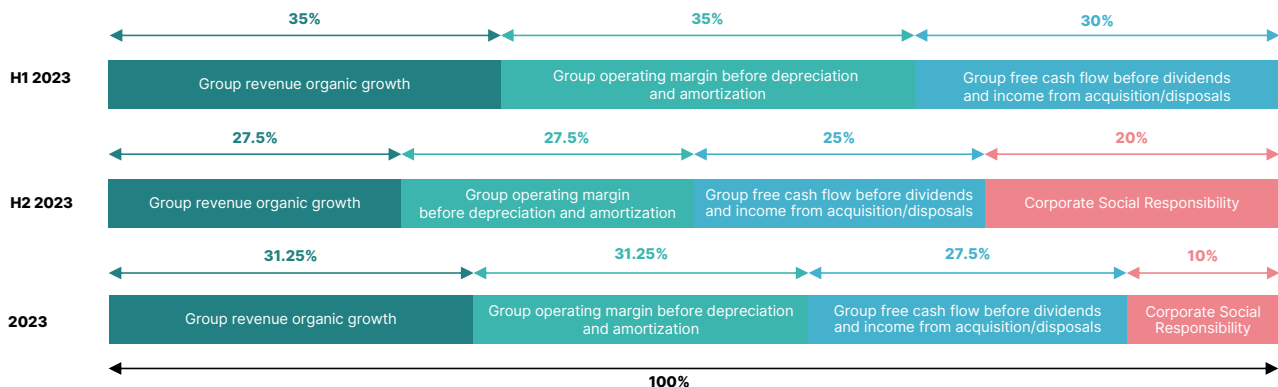 35%
35%
30%
H1 2023
Group revenue organic growth
Group operating margin before depreciation
and amortization
Group free cash flow before dividends
and income from acquisition/disposals
27.5%
27.5%
25%
20%
H2 2023
Group revenue organic growth
Group operating margin
before depreciation and amortization
Group free cash flow before dividends
and income from acquisition/disposals
Corporate Social Responsibility
31.25%
31.25%
27.5%
10%
2023
Group revenue organic growth
Group operating margin before depreciation
and amortization
Group free cash flow before dividends
and income from acquisition/disposals
Corporate Social
Responsibility
100%